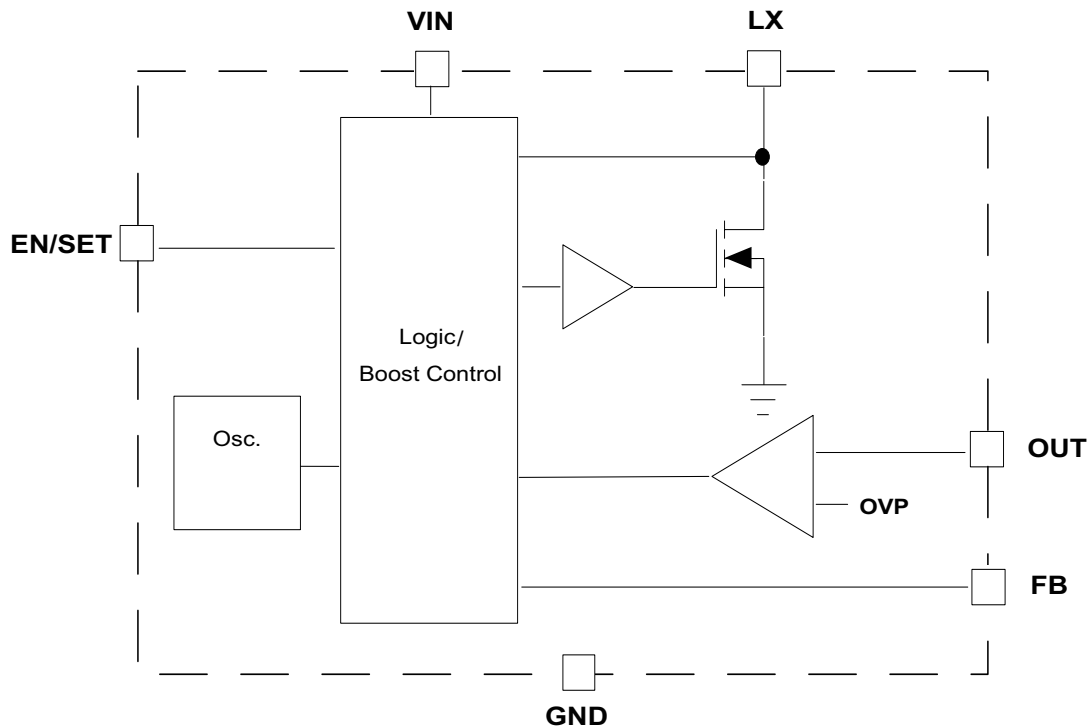 VIN
LX
EN/SET
Logic/
Boost Control
Osc.
OUT
OVP
FB
GND